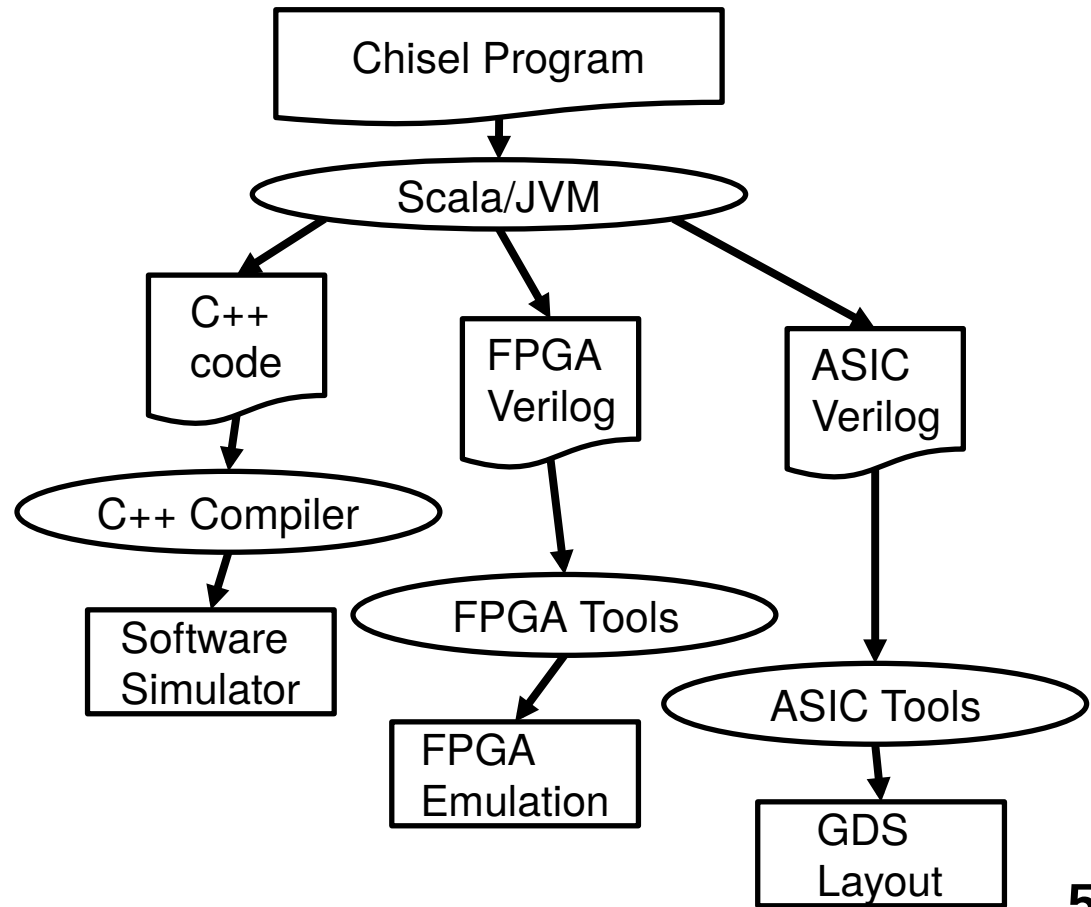 Chisel Program
Scala/JVM
C++
code
FPGA
Verilog
ASIC
Verilog
C++ Compiler
FPGA Tools
Software
Simulator
ASIC Tools
FPGA
Emulation
GDS
Layout
5